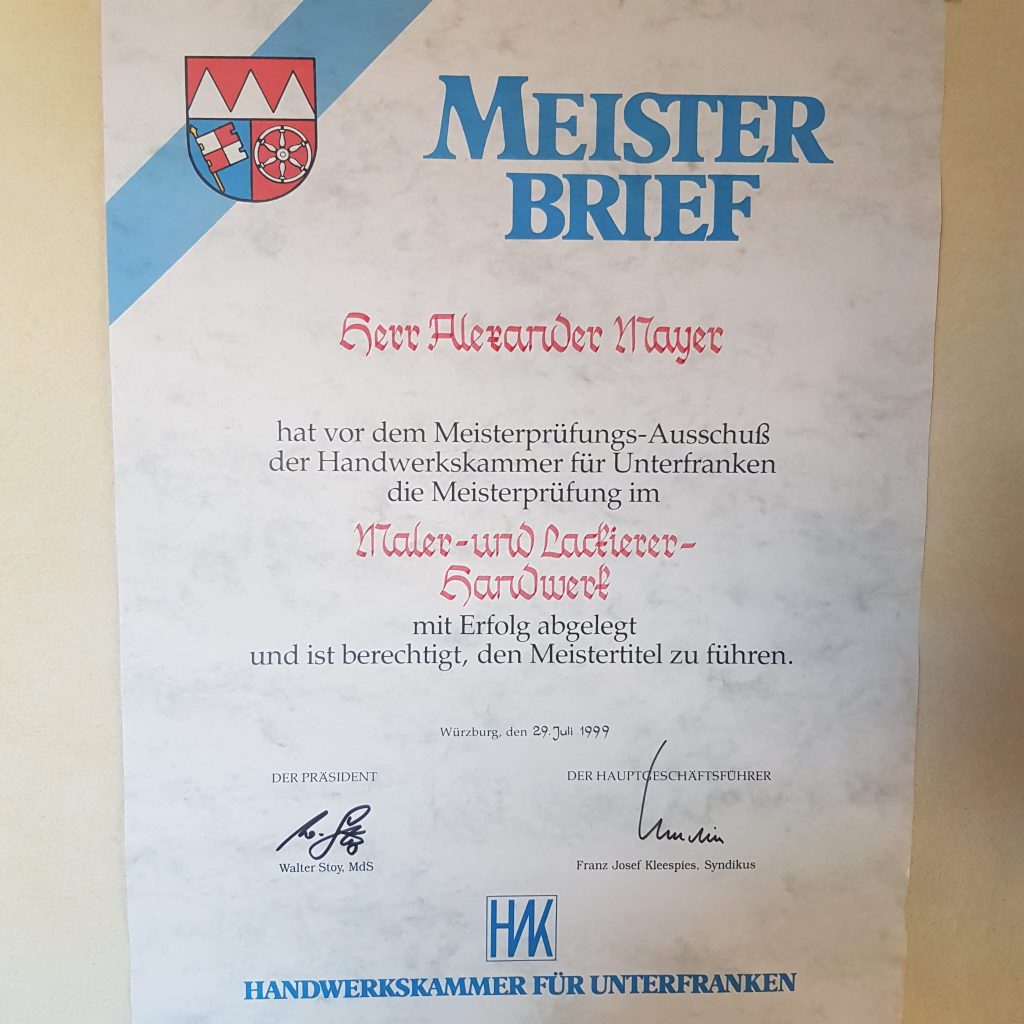 MEISTER
BRIEF
Herr Alexander Mayer
hat vor dem Meisterprüfungs-Ausschuß
der Handwerkskammer für Unterfranken
die Meisterprüfung im
Maler-und Lackierer-
Handwerk
mit Erfolg abgelegt
und ist berechtigt, den Meistertitel zu führen.
Würzburg, den 29. Juli 1999
DER PRÄSIDENT
DER HAUPTGESCHÄFTSFÜHRER
Walter Stoy, MdS
Franz Josef Kleespies, Syndikus
HWK
HANDWERKSKAMMER FÜR UNTERFRANKEN